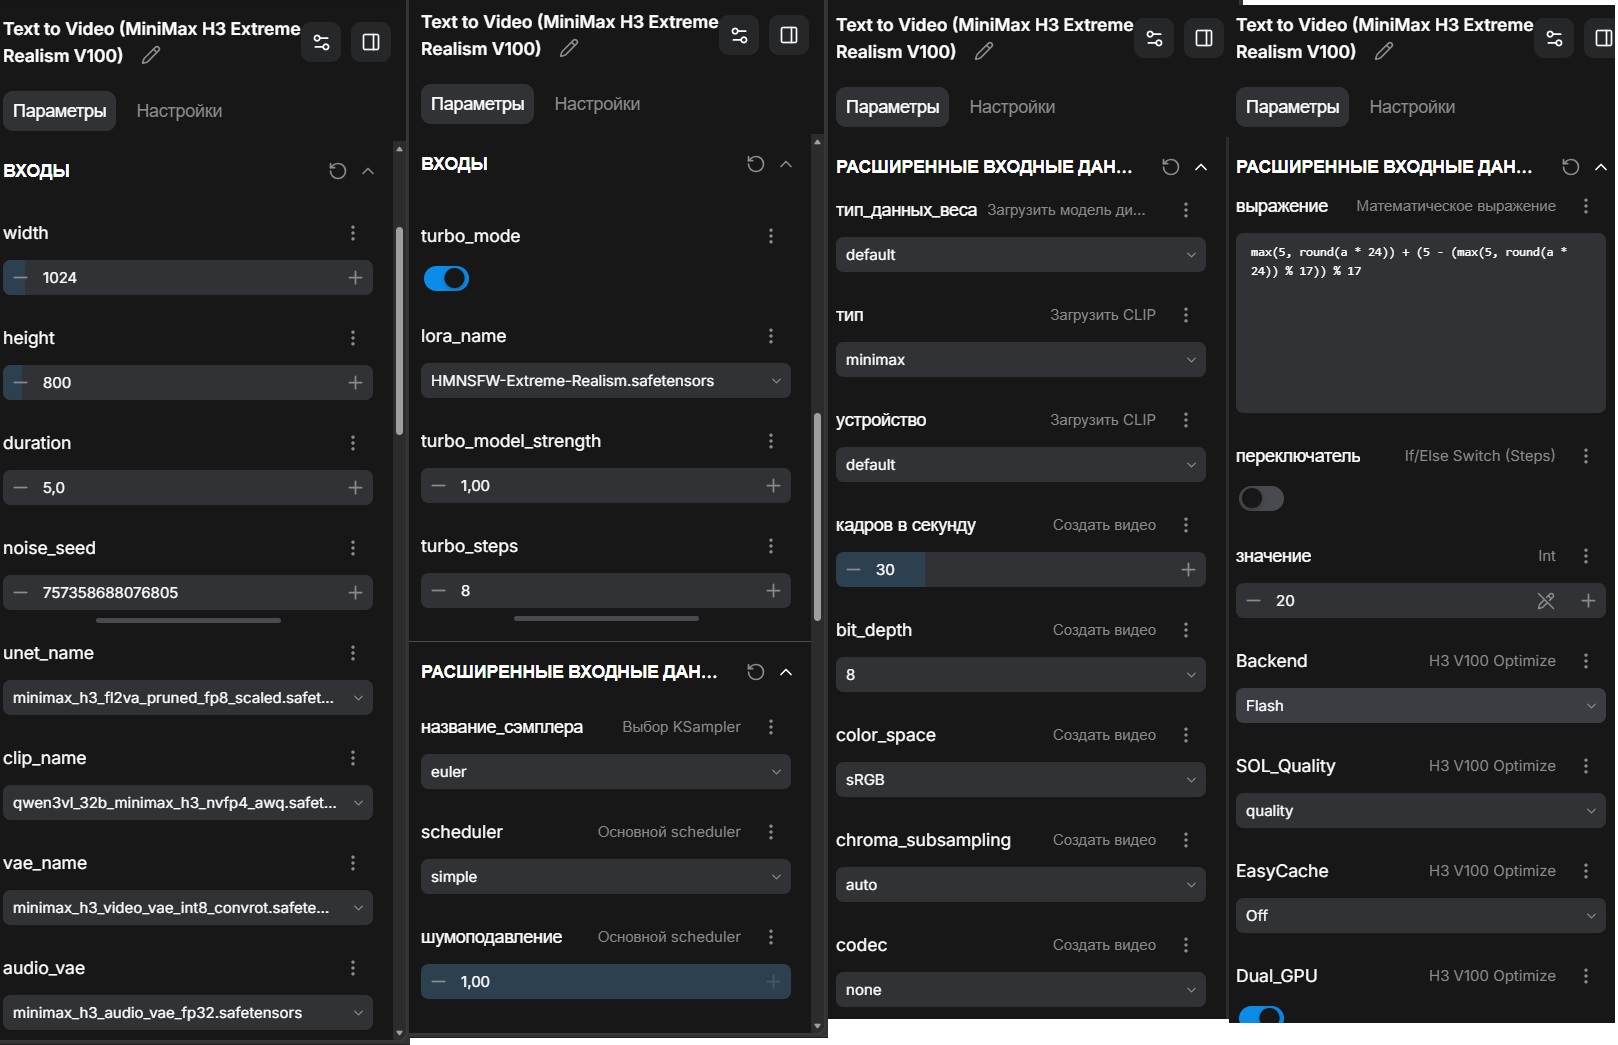 Text to Video (MiniMax H3 Extreme
Realism V100)
Параметры
Настройки
ВХОДЫ
width
1024
height
800
duration
5,0
noise_seed
757358688076805
unet_name
minimax_h3_fl2va_pruned_fp8_scaled.safet...
clip_name
qwen3vl_32b_minimax_h3_nvfp4_awq.safet...
vae_name
minimax_h3_video_vae_int8_convrot.safete...
audio_vae
minimax_h3_audio_vae_fp32.safetensors
Text to Video (MiniMax H3 Extreme
Realism V100)
Параметры
Настройки
ВХОДЫ
turbo_mode
lora_name
HMNSFW-Extreme-Realism.safetensors
turbo_model_strength
1,00
turbo_steps
8
РАСШИРЕННЫЕ ВХОДНЫЕ ДАН...
название_сэмплера Выбор KSampler
euler
scheduler Основной scheduler
simple
шумоподавление Основной scheduler
1,00
Text to Video (MiniMax H3 Extreme
Realism V100)
Параметры
Настройки
РАСШИРЕННЫЕ ВХОДНЫЕ ДАН...
тип_данных_веса Загрузить модель ди...
default
тип Загрузить CLIP
minimax
устройство Загрузить CLIP
default
кадров в секунду Создать видео
30
bit_depth Создать видео
8
color_space Создать видео
sRGB
chroma_subsampling Создать видео
auto
codec Создать видео
none
Text to Video (MiniMax H3 Extreme
Realism V100)
Параметры
Настройки
РАСШИРЕННЫЕ ВХОДНЫЕ ДАН...
выражение Математическое выражение
max(5, round(a * 24)) + (5 - (max(5, round(a *
24)) % 17)) % 17
переключатель If/Else Switch (Steps)
значение Int
20
Backend H3 V100 Optimize
Flash
SOL_Quality H3 V100 Optimize
quality
EasyCache H3 V100 Optimize
Off
Dual_GPU H3 V100 Optimize